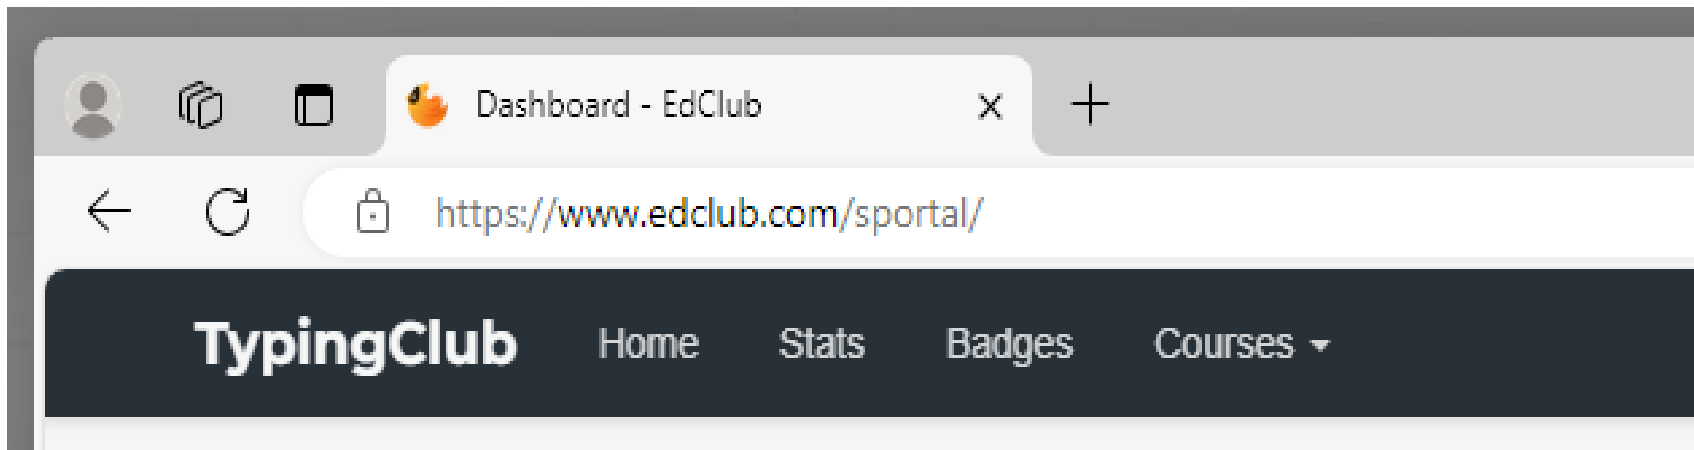 Dashboard - EdClub
https://www.edclub.com/sportal/
TypingClub Home Stats Badges Courses